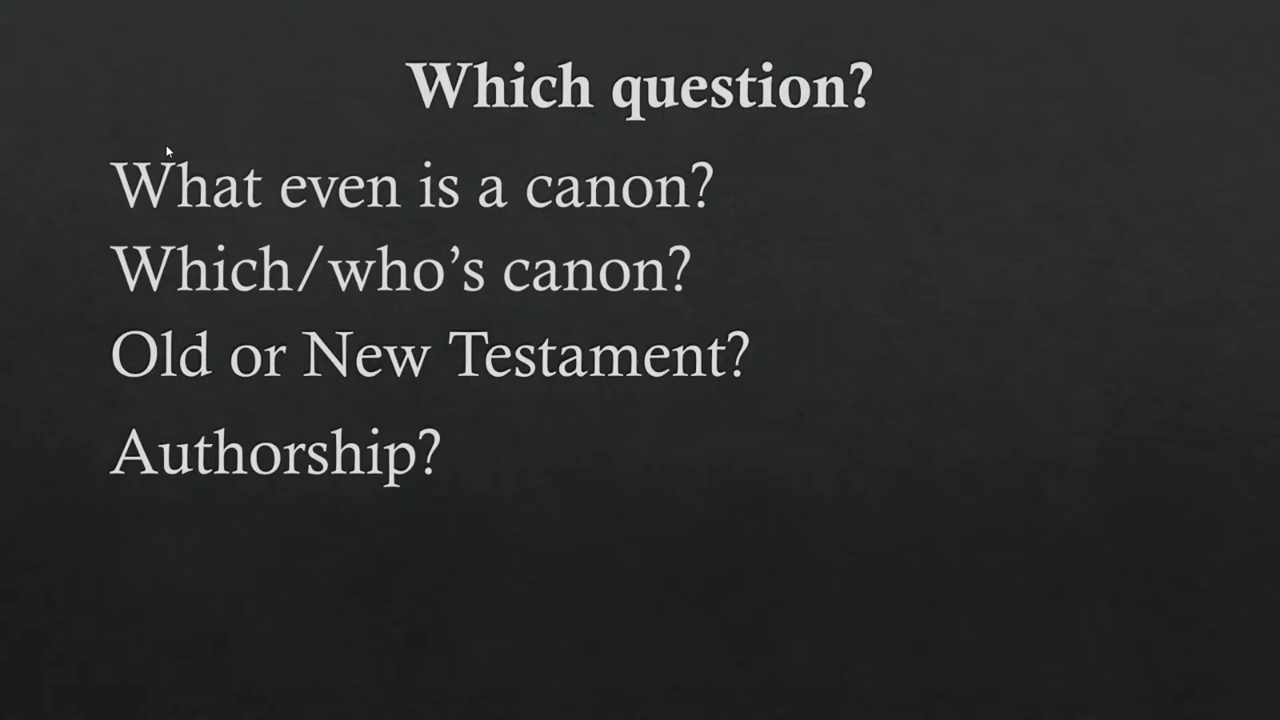 Which question?
What even is a canon?
Which/who’s canon?
Old or New Testament?
Authorship?